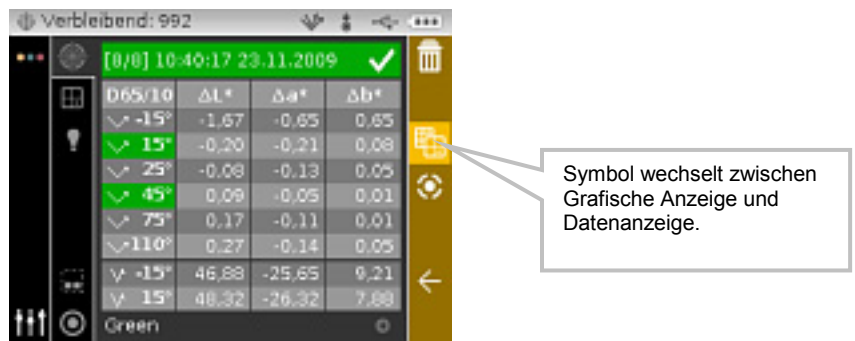 Verbleibend: 992
[8/8] 10:40:17 23.11.2009
D65/10 ΔL* Δa* Δb*
-15° -1,67 -0,65 0,65
15° -0,20 -0,21 0,08
25° -0,08 -0,13 0,05
45° 0,09 -0,05 0,01
75° 0,17 -0,11 0,01
110° 0,27 -0,14 0,05
-15° 46,88 -25,65 9,21
15° 48,32 -26,32 7,88
Green
Symbol wechselt zwischen
Grafische Anzeige und
Datenanzeige.